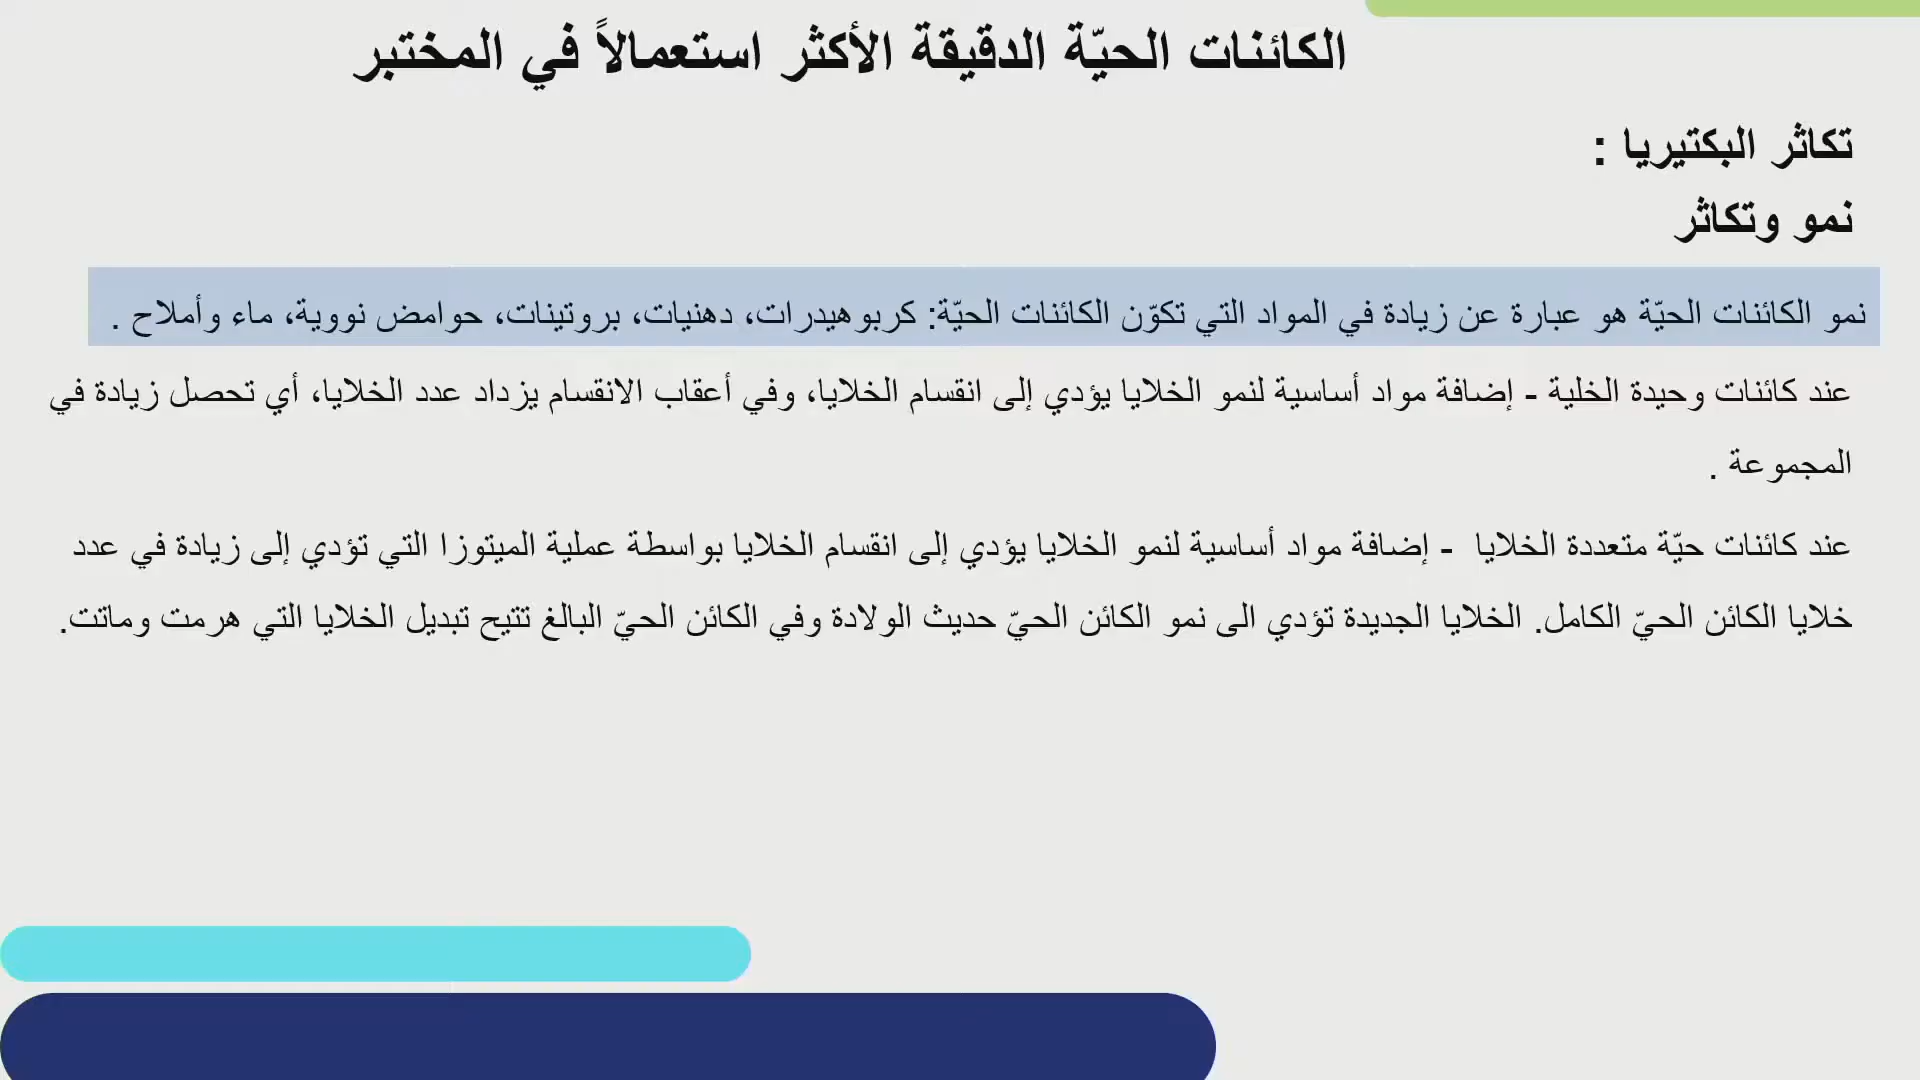 الكائنات الحيّة الدقيقة الأكثر استعمالاً في المختبر
تكاثر البكتيريا :
نمو وتكاثر
نمو الكائنات الحيّة هو عبارة عن زيادة في المواد التي تكوّن الكائنات الحيّة: كربوهيدرات، دهنيات، بروتينات، حوامض نووية، ماء وأملاح .
عند كائنات وحيدة الخلية - إضافة مواد أساسية لنمو الخلايا يؤدي إلى انقسام الخلايا، وفي أعقاب الانقسام يزداد عدد الخلايا، أي تحصل زيادة في
المجموعة .
عند كائنات حيّة متعددة الخلايا - إضافة مواد أساسية لنمو الخلايا يؤدي إلى انقسام الخلايا بواسطة عملية الميتوزا التي تؤدي إلى زيادة في عدد
خلايا الكائن الحيّ الكامل. الخلايا الجديدة تؤدي الى نمو الكائن الحيّ حديث الولادة وفي الكائن الحيّ البالغ تتيح تبديل الخلايا التي هرمت وماتت.